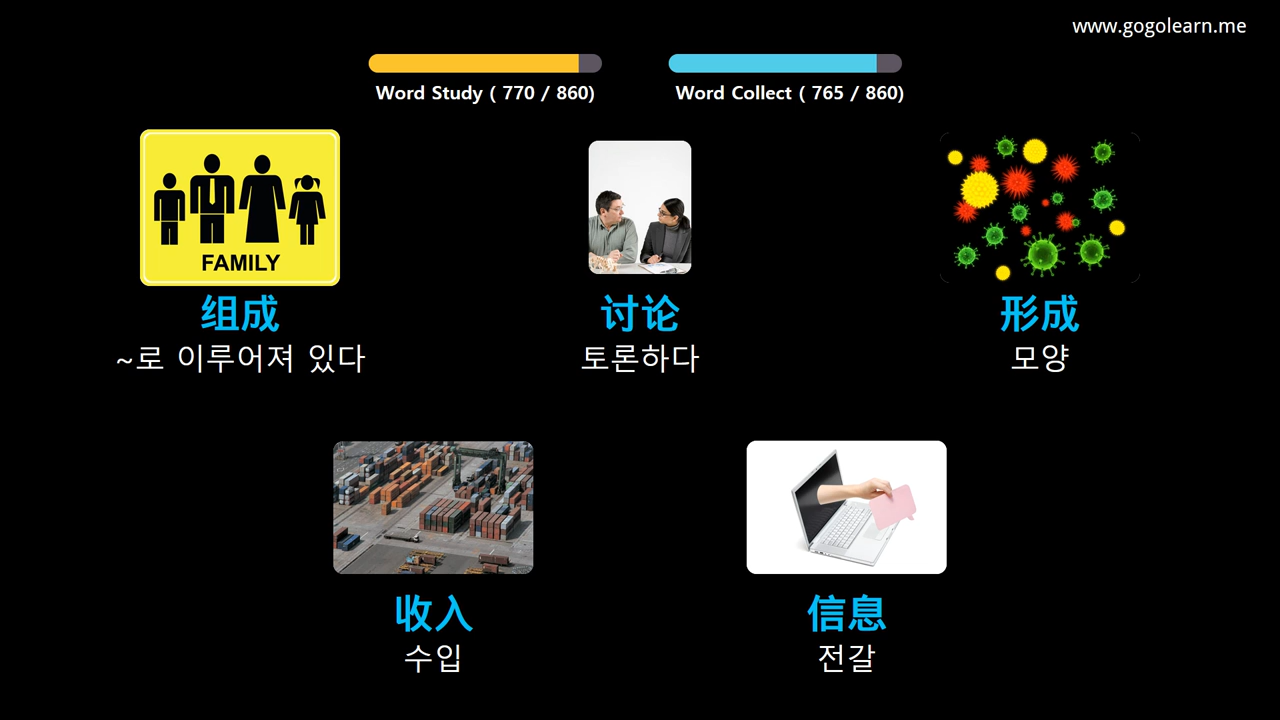 www.gogolearn.me
Word Study ( 770 / 860)
Word Collect ( 765 / 860)
FAMILY
组成
~로 이루어져 있다
讨论
토론하다
形成
모양
收入
수입
信息
전갈